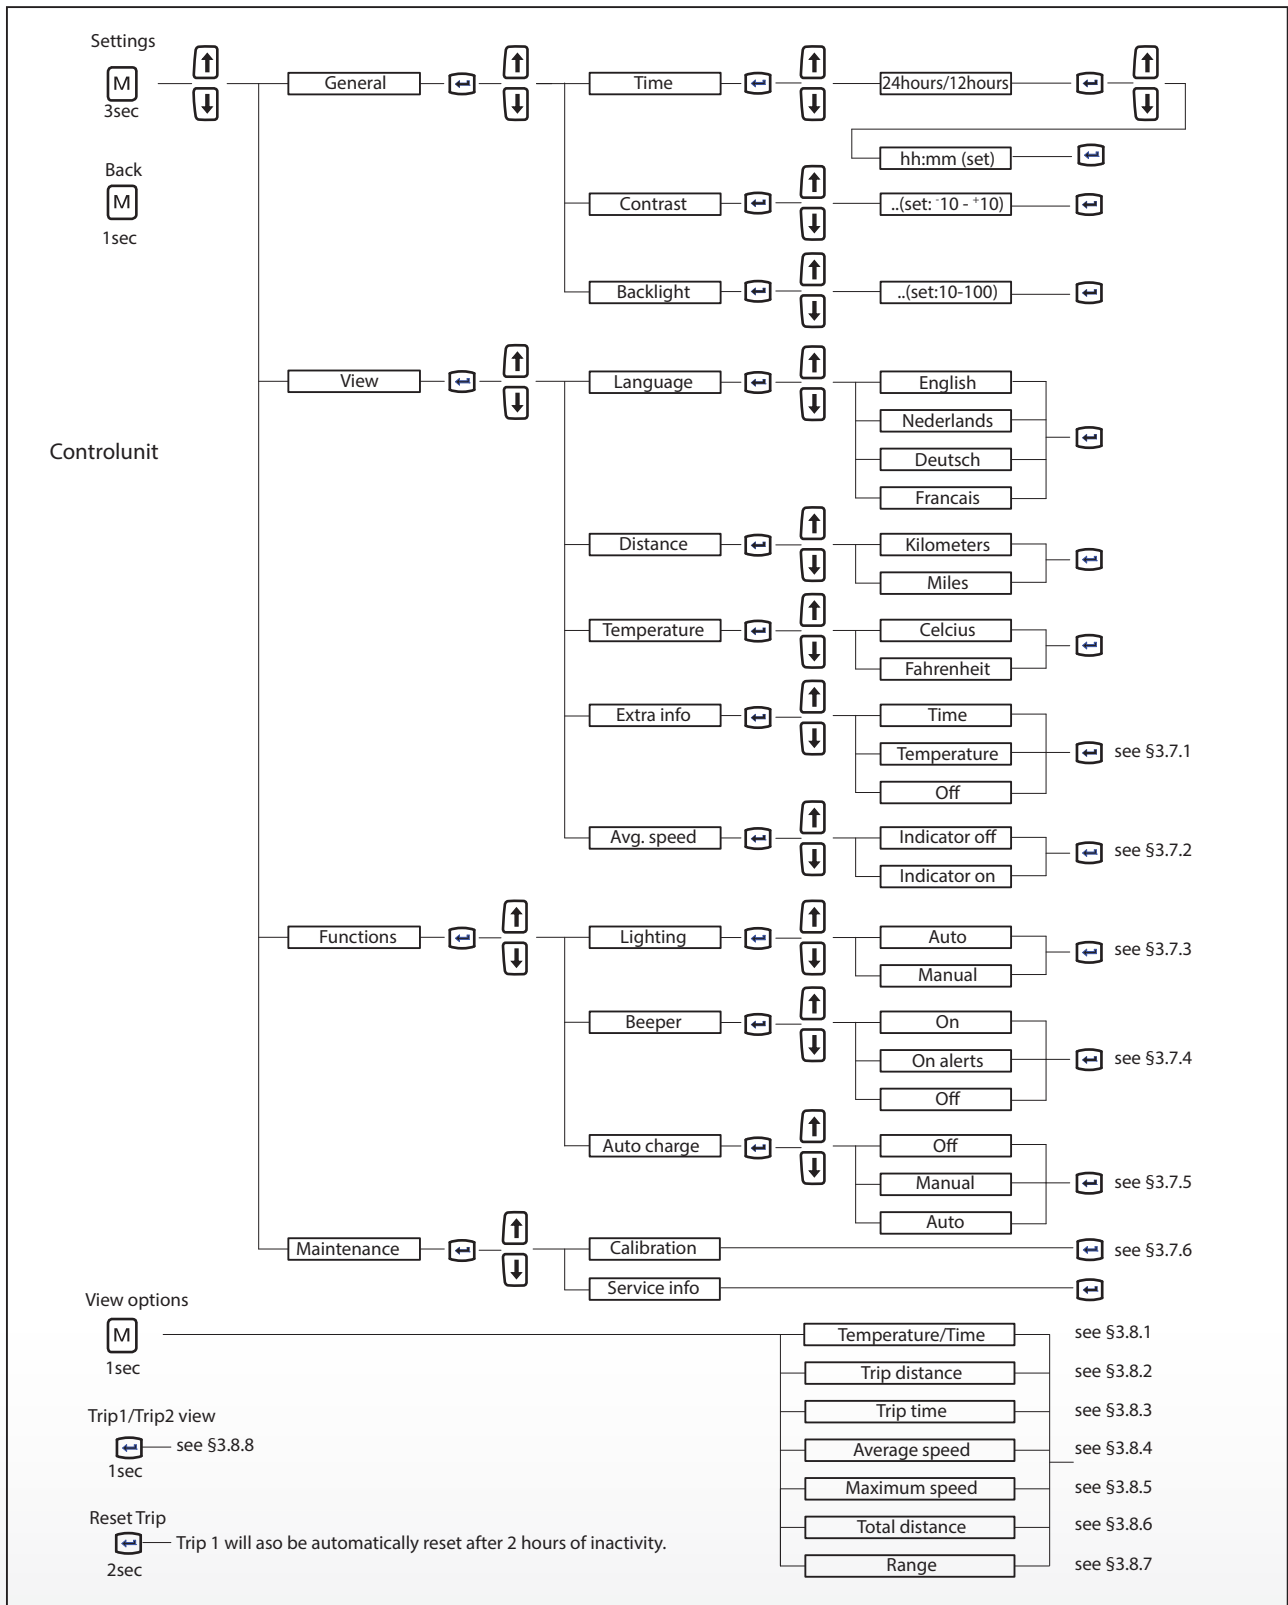 Settings
M
3sec
General
Time
24hours/12hours
hh:mm (set)
Back
M
1sec
Contrast
..(set: -10 - +10)
Backlight
..(set:10-100)
View
Language
English
Nederlands
Deutsch
Francais
Controlunit
Distance
Kilometers
Miles
Temperature
Celcius
Fahrenheit
Extra info
Time
Temperature
Off
see §3.7.1
Avg. speed
Indicator off
Indicator on
see §3.7.2
Functions
Lighting
Auto
Manual
see §3.7.3
Beeper
On
On alerts
Off
see §3.7.4
Auto charge
Off
Manual
Auto
see §3.7.5
Maintenance
Calibration
see §3.7.6
Service info
View options
M
1sec
Temperature/Time
see §3.8.1
Trip distance
see §3.8.2
Trip time
see §3.8.3
Average speed
see §3.8.4
Maximum speed
see §3.8.5
Total distance
see §3.8.6
Range
see §3.8.7
Trip1/Trip2 view
see §3.8.8
1sec
Reset Trip
Trip 1 will aso be automatically reset after 2 hours of inactivity.
2sec